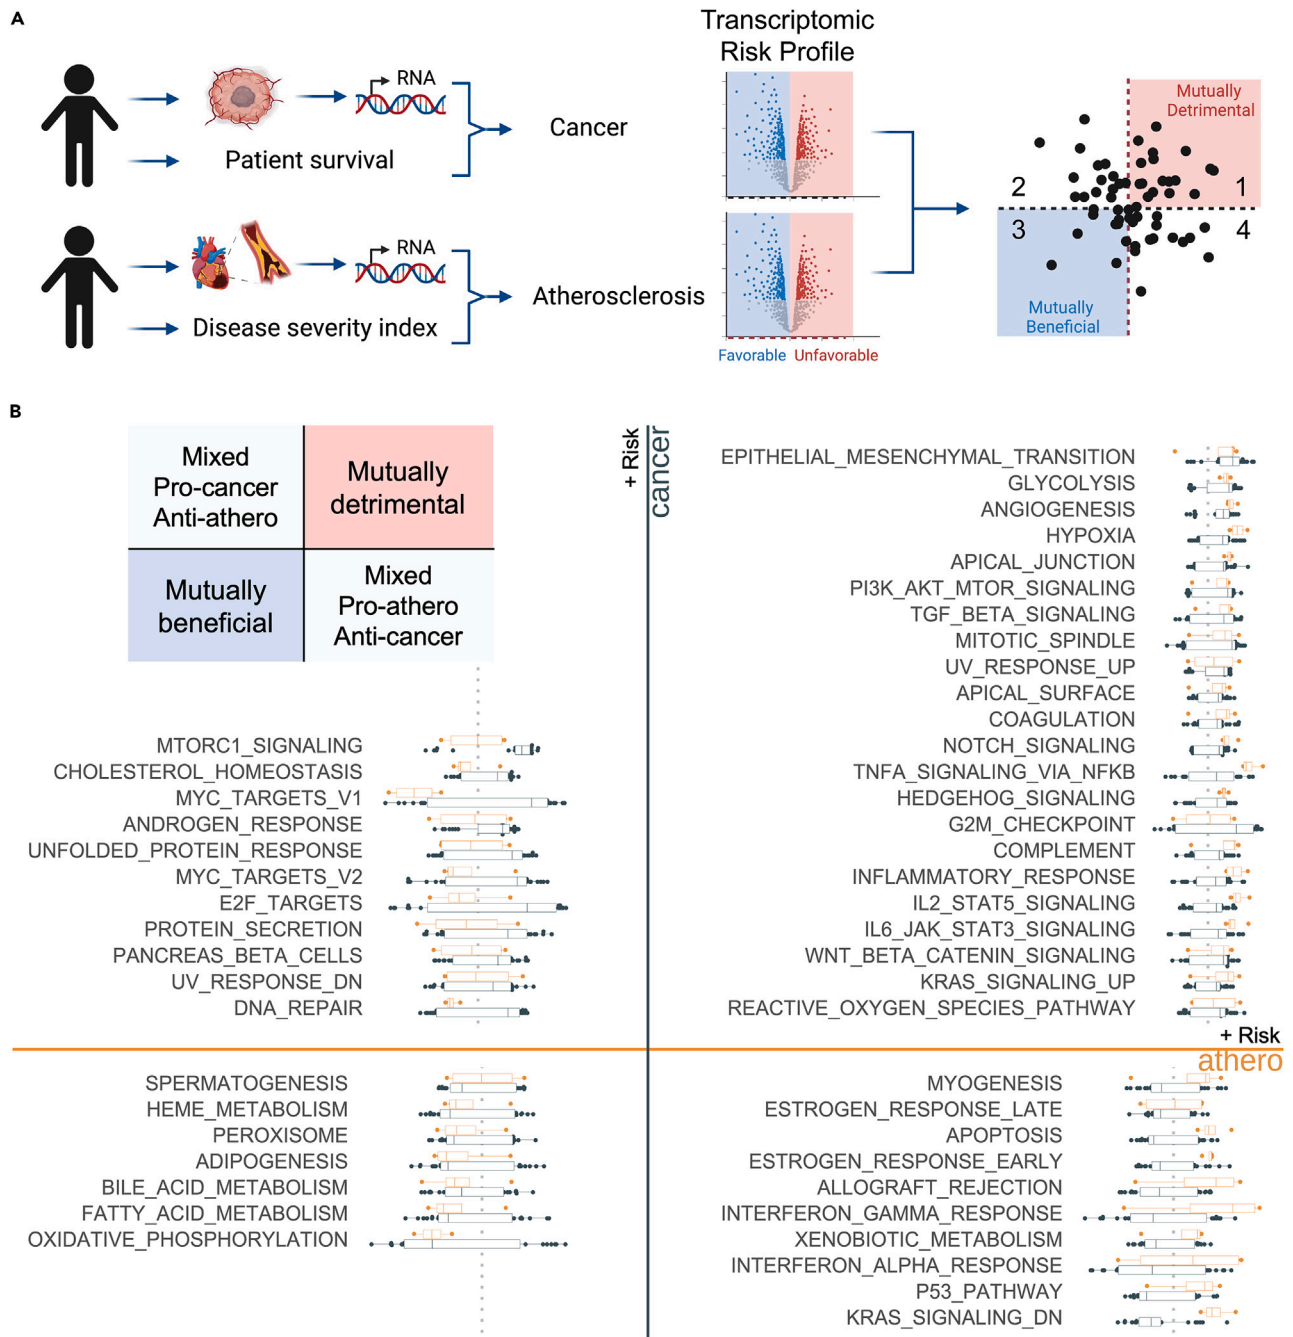 A
RNA
Patient survival
Cancer
RNA
Disease severity index
Atherosclerosis
Transcriptomic
Risk Profile
Favorable
Unfavorable
Mutually
Detrimental
2
1
3
4
Mutually
Beneficial
B
Mixed
Pro-cancer
Anti-athero
Mutually
detrimental
Mutually
beneficial
Mixed
Pro-athero
Anti-cancer
+ Risk
cancer
MTORC1_SIGNALING
CHOLESTEROL_HOMEOSTASIS
MYC_TARGETS_V1
ANDROGEN_RESPONSE
UNFOLDED_PROTEIN_RESPONSE
MYC_TARGETS_V2
E2F_TARGETS
PROTEIN_SECRETION
PANCREAS_BETA_CELLS
UV_RESPONSE_DN
DNA_REPAIR
EPITHELIAL_MESENCHYMAL_TRANSITION
GLYCOLYSIS
ANGIOGENESIS
HYPOXIA
APICAL_JUNCTION
PI3K_AKT_MTOR_SIGNALING
TGF_BETA_SIGNALING
MITOTIC_SPINDLE
UV_RESPONSE_UP
APICAL_SURFACE
COAGULATION
NOTCH_SIGNALING
TNFA_SIGNALING_VIA_NFKB
HEDGEHOG_SIGNALING
G2M_CHECKPOINT
COMPLEMENT
INFLAMMATORY_RESPONSE
IL2_STAT5_SIGNALING
IL6_JAK_STAT3_SIGNALING
WNT_BETA_CATENIN_SIGNALING
KRAS_SIGNALING_UP
REACTIVE_OXYGEN_SPECIES_PATHWAY
+ Risk
athero
SPERMATOGENESIS
HEME_METABOLISM
PEROXISOME
ADIPOGENESIS
BILE_ACID_METABOLISM
FATTY_ACID_METABOLISM
OXIDATIVE_PHOSPHORYLATION
MYOGENESIS
ESTROGEN_RESPONSE_LATE
APOPTOSIS
ESTROGEN_RESPONSE_EARLY
ALLOGRAFT_REJECTION
INTERFERON_GAMMA_RESPONSE
XENOBIOTIC_METABOLISM
INTERFERON_ALPHA_RESPONSE
P53_PATHWAY
KRAS_SIGNALING_DN